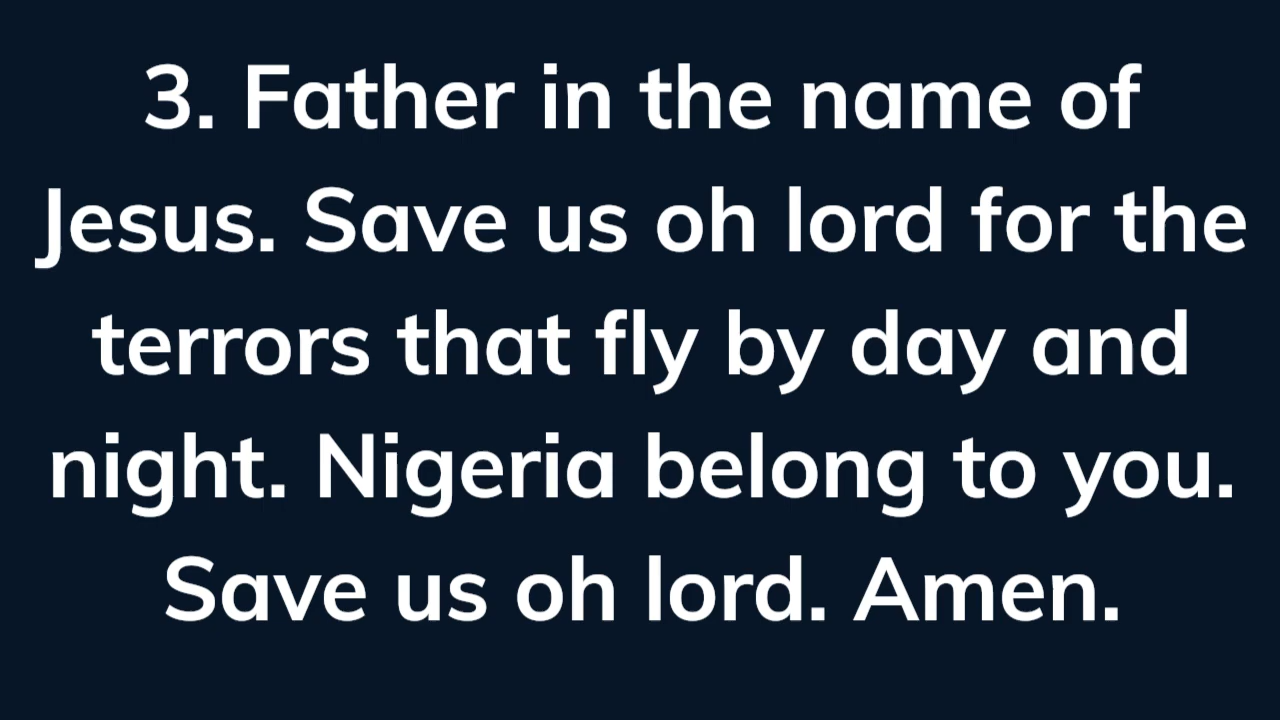 3. Father in the name of
Jesus. Save us oh lord for the
terrors that fly by day and
night. Nigeria belong to you.
Save us oh lord. Amen.